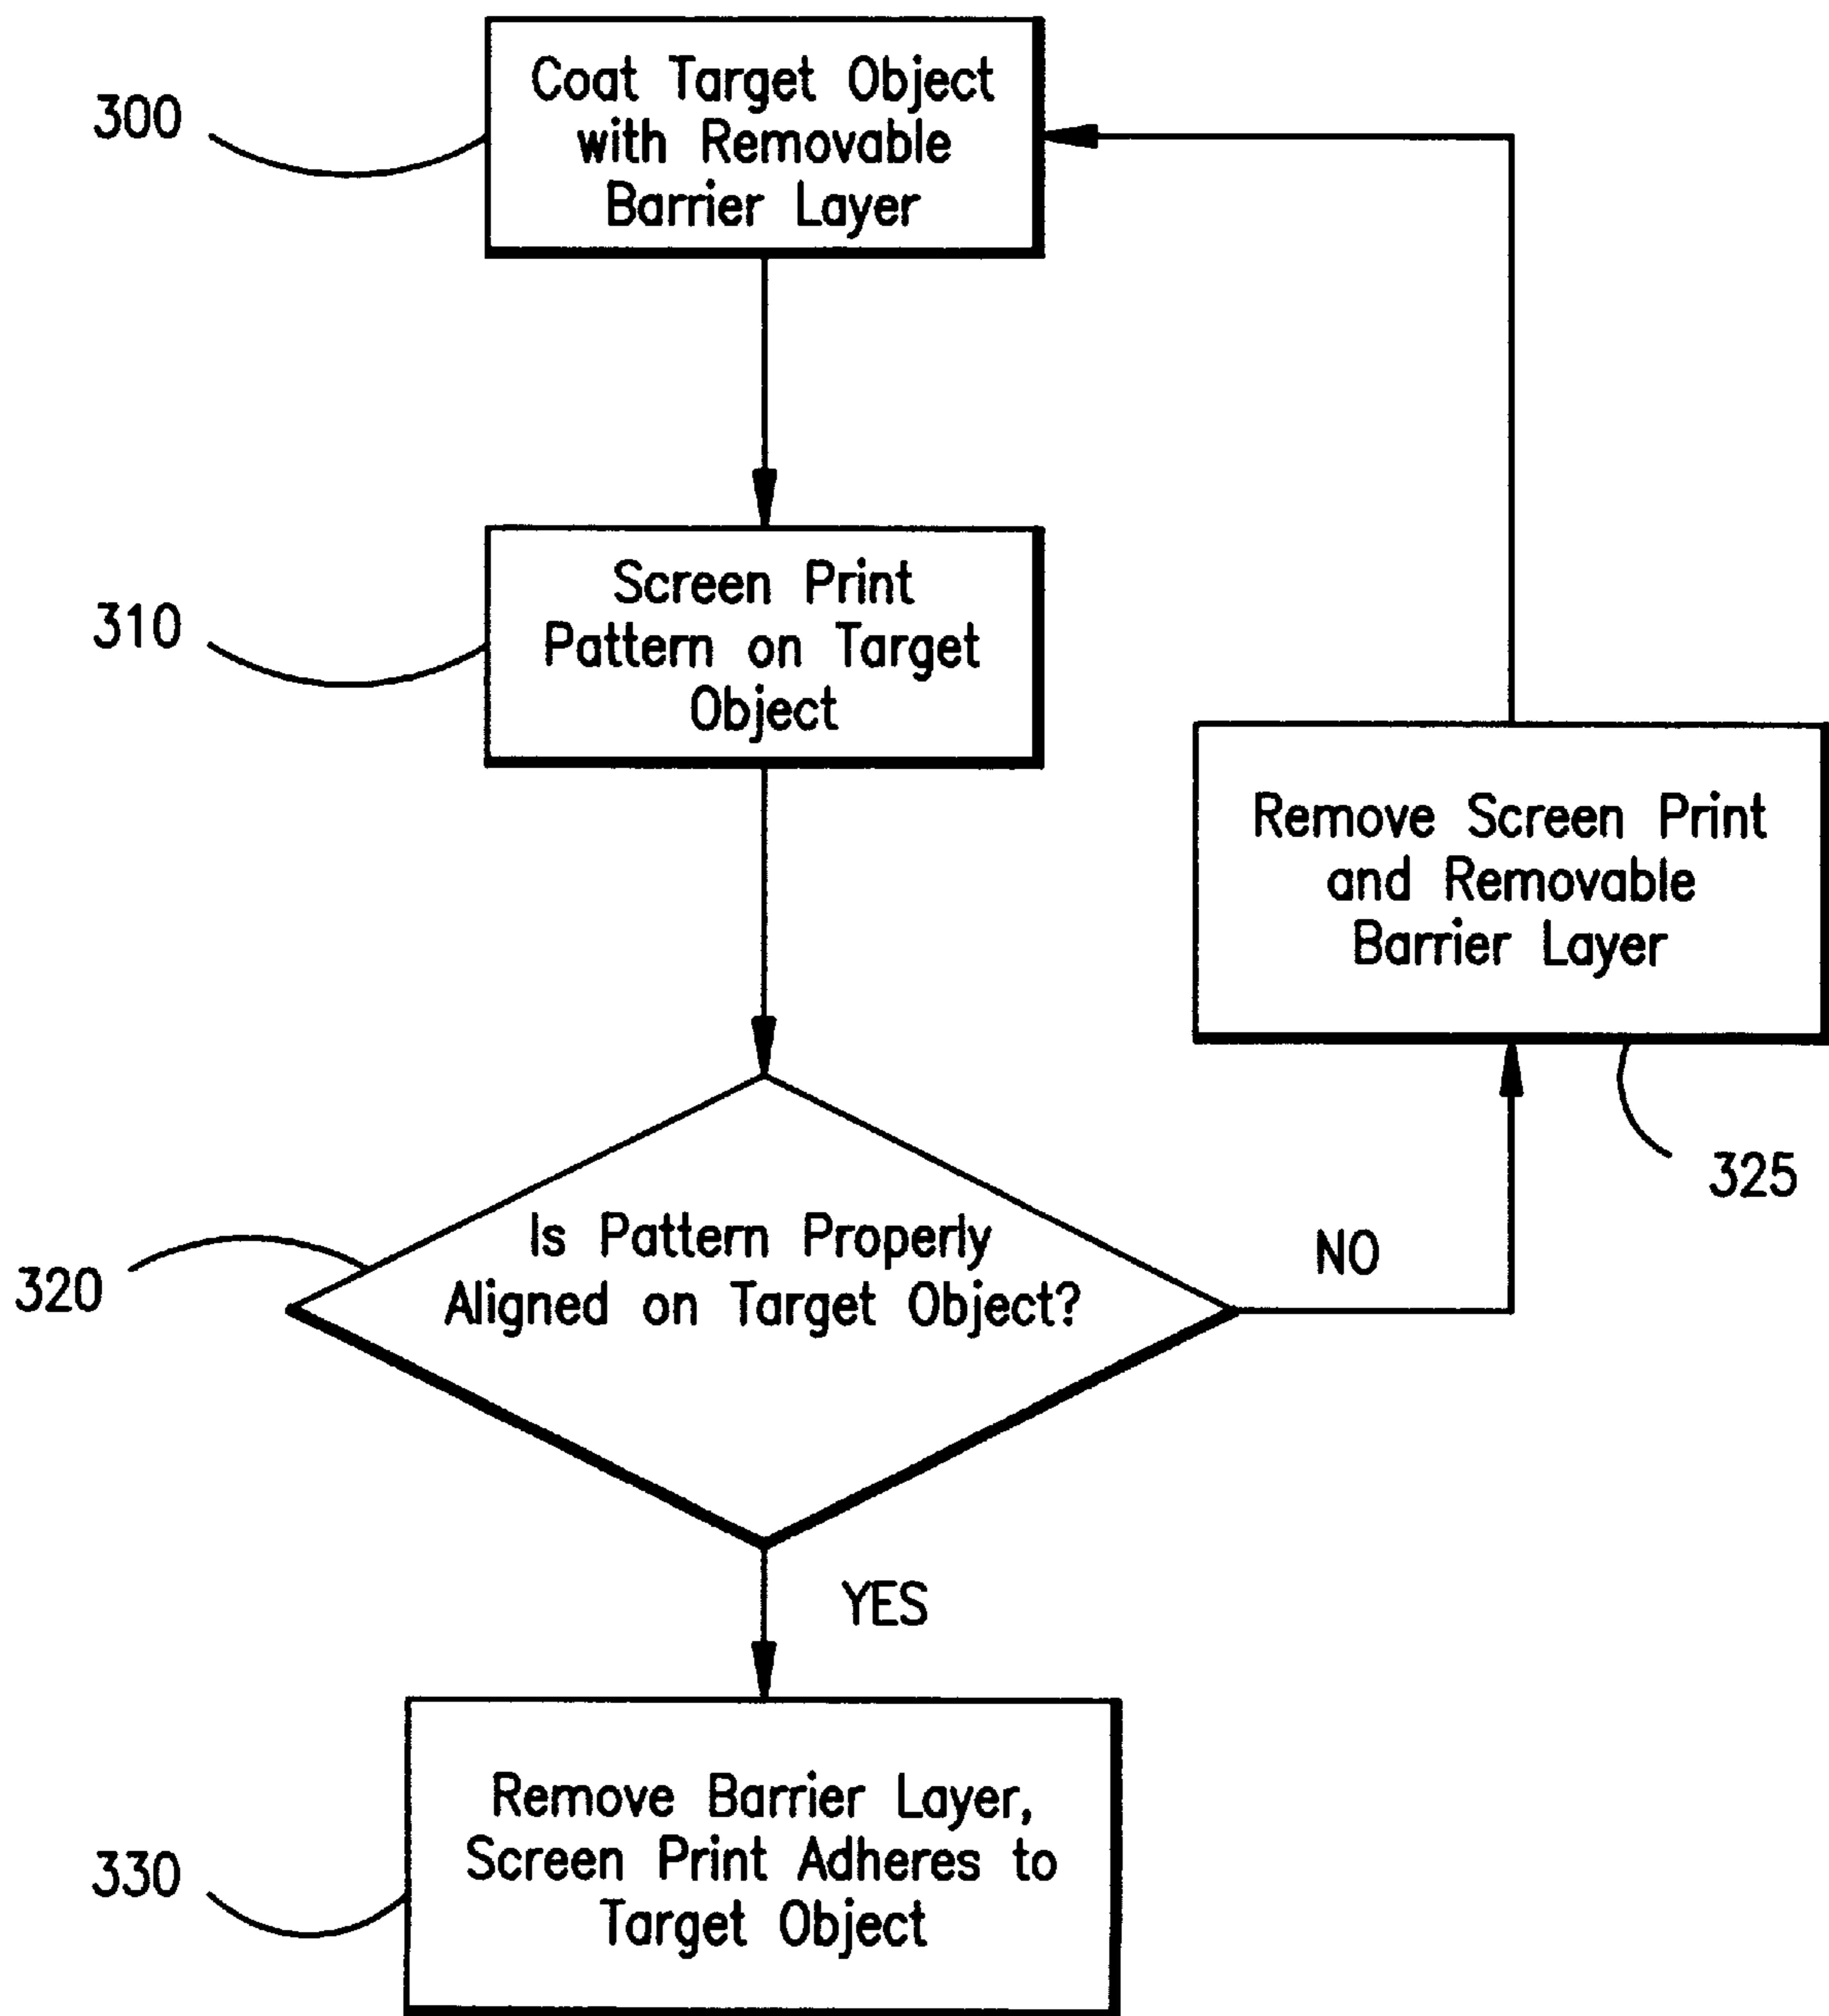 300
Coat Target Object
with Removable
Barrier Layer
310
Screen Print
Pattern on Target
Object
Remove Screen Print
and Removable
Barrier Layer
325
320
Is Pattern Properly
Aligned on Target Object?
NO
YES
330
Remove Barrier Layer,
Screen Print Adheres to
Target Object